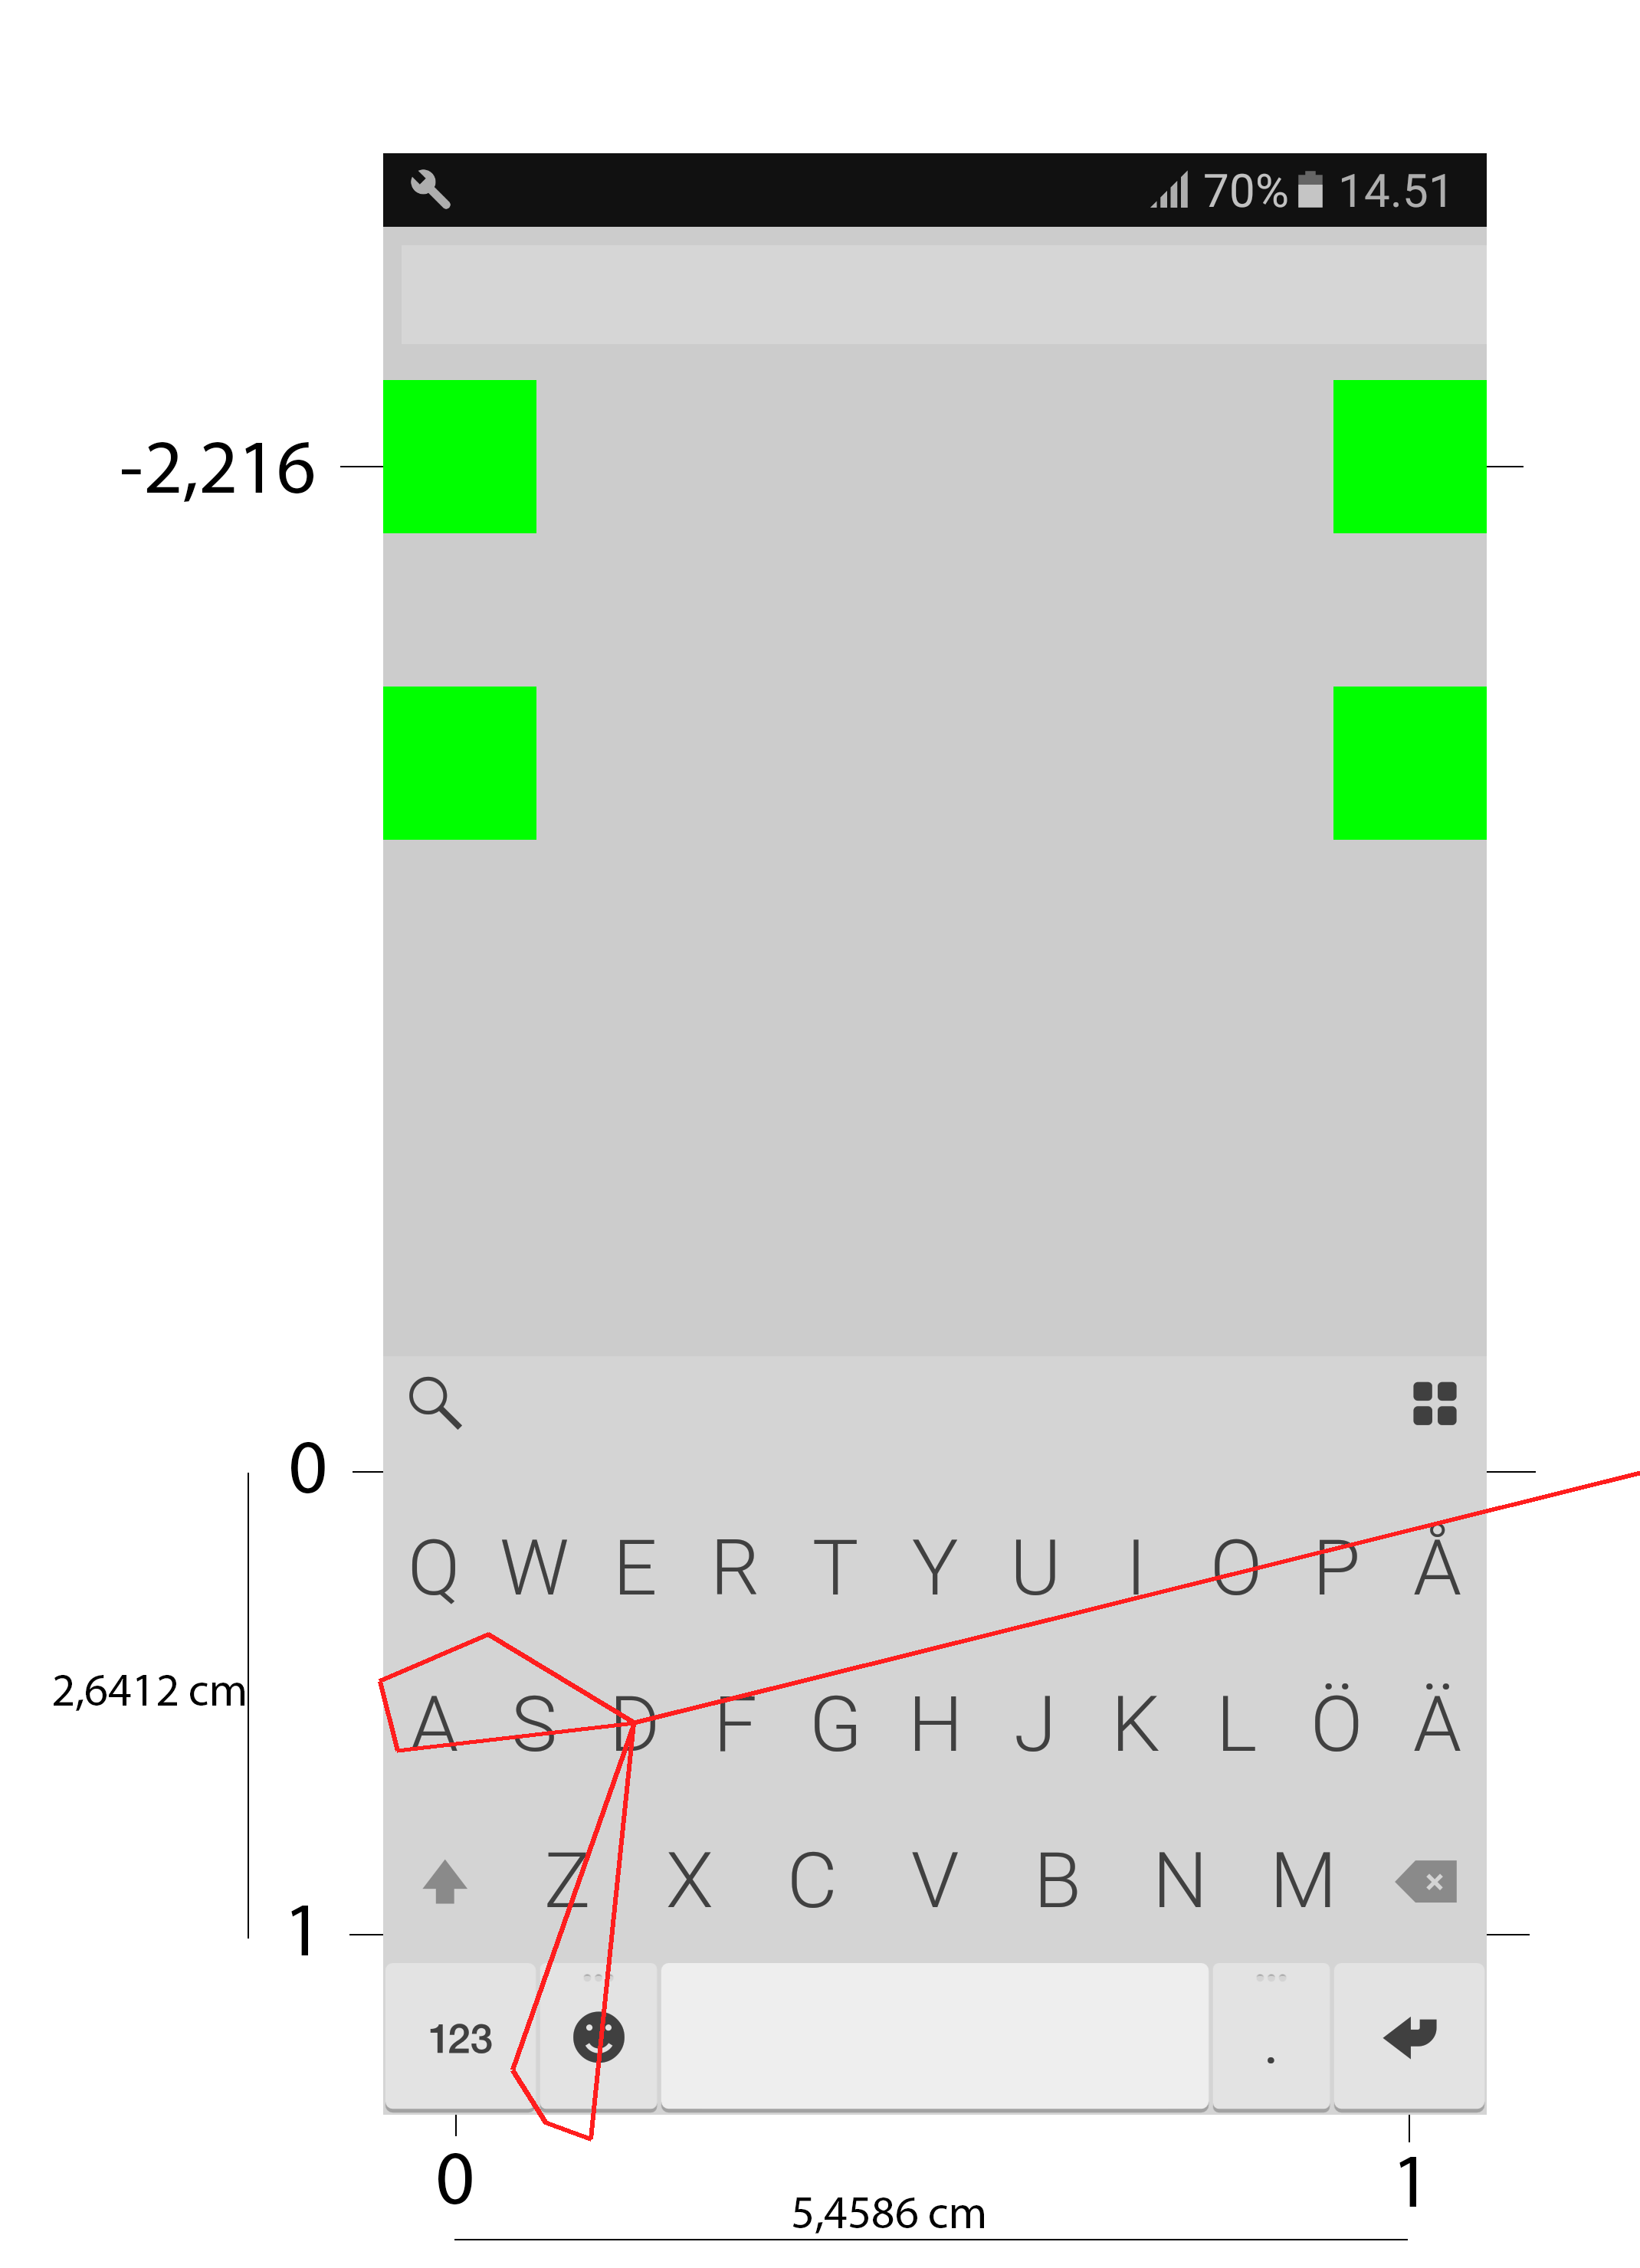 70% 14.51
-2,216
0
Q W E R T Y U I O P Å
2,6412 cm
A S D F G H J K L Ö Ä
Z X C V B N M
1
123 .
0 1
5,4586 cm